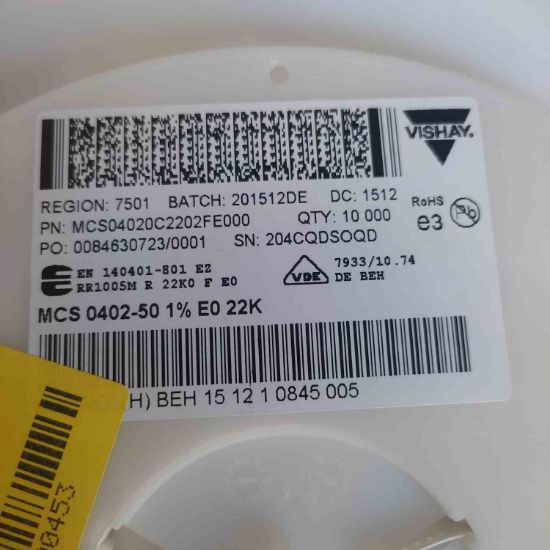 VISHAY.
REGION: 7501 BATCH: 201512DE DC: 1512
PN: MCS04020C2202FE000 QTY: 10 000
PO: 0084630723/0001 SN: 204CQDSOQD
RoHS
e3 Pb
EN 140401-801 EZ
RR1005M R 22K0 F E0
VDE
7933/10.74
DE BEH
MCS 0402-50 1% E0 22K
H) BEH 15 12 1 0845 005
0453